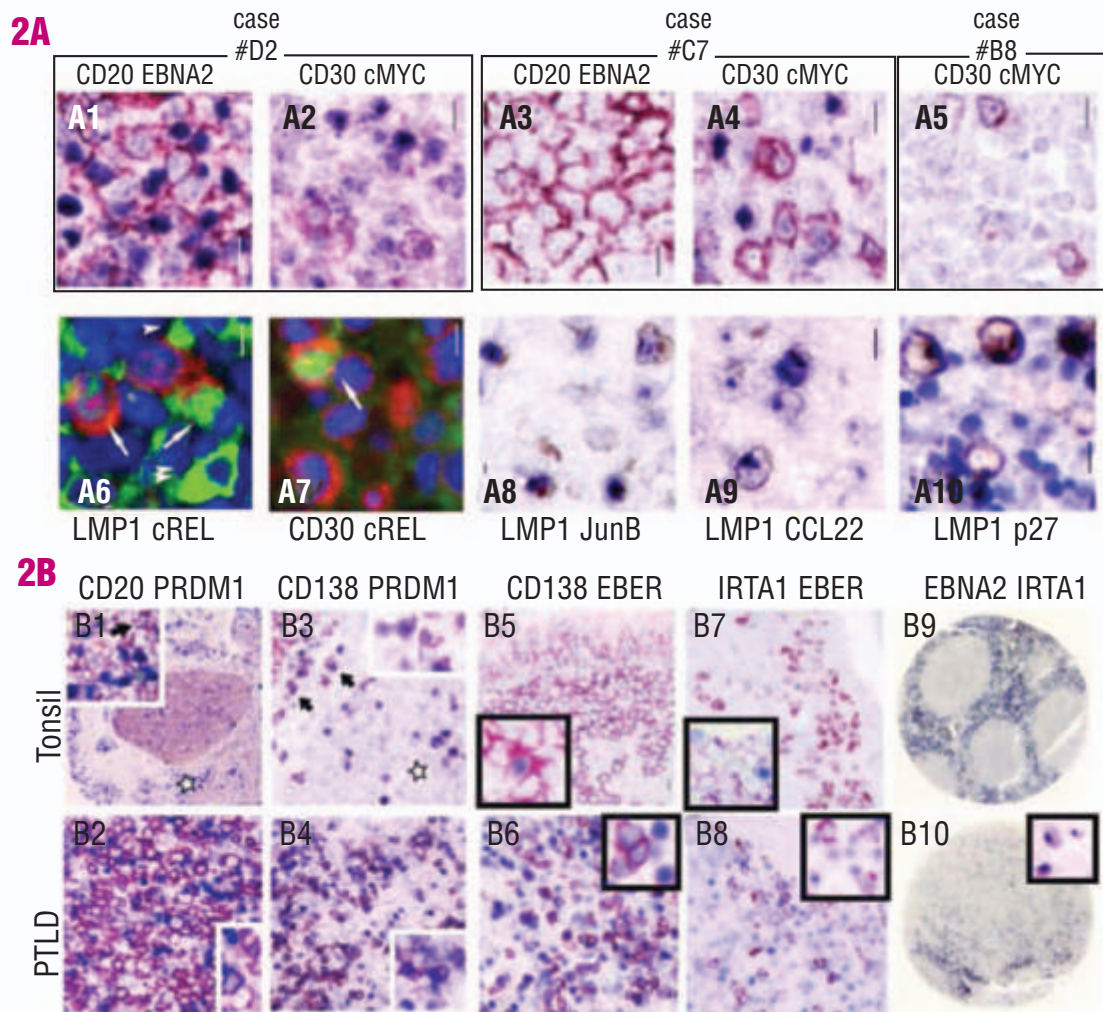 2A
case
#D2
case
#C7
case
#B8
CD20 EBNA2
CD30 cMYC
CD20 EBNA2
CD30 cMYC
CD30 cMYC
A1
A2
A3
A4
A5
A6
A7
A8
A9
A10
LMP1 cREL
CD30 cREL
LMP1 JunB
LMP1 CCL22
LMP1 p27
2B
CD20 PRDM1
CD138 PRDM1
CD138 EBER
IRTA1 EBER
EBNA2 IRTA1
Tonsil
B1
B3
B5
B7
B9
PTLD
B2
B4
B6
B8
B10